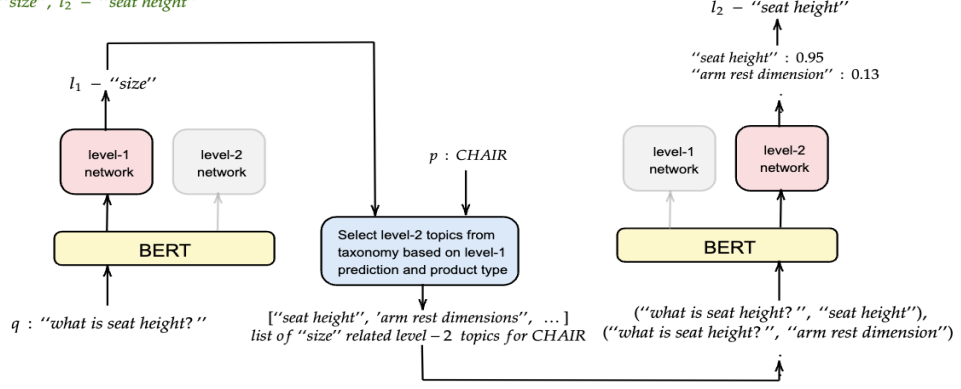 "size", l₂ – "seat height"
l₂ – "seat height"
"seat height" : 0.95
"arm rest dimension" : 0.13
l₁ – "size"
level-1
network
level-2
network
p : CHAIR
level-1
network
level-2
network
Select level-2 topics from
taxonomy based on level-1
prediction and product type
BERT
BERT
q : "what is seat height?"
["seat height", 'arm rest dimensions", ...]
list of "size" related level–2 topics for CHAIR
("what is seat height?", "seat height"),
("what is seat height?", "arm rest dimension")